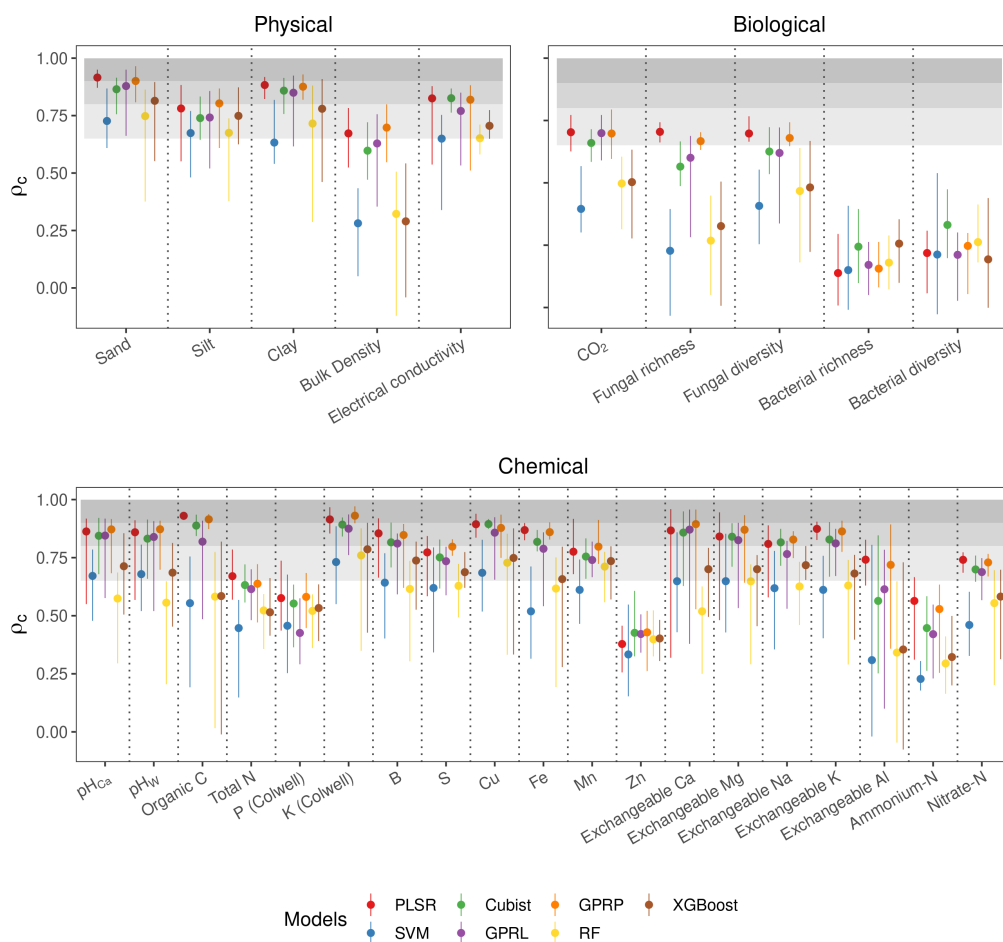 Physical
Biological
1.00
0.75
0.50
0.25
0.00
ρc
Sand
Silt
Clay
Bulk Density
Electrical conductivity
CO2
Fungal richness
Fungal diversity
Bacterial richness
Bacterial diversity
Chemical
1.00
0.75
0.50
0.25
0.00
ρc
pHCa
pHW
Organic C
Total N
P (Colwell)
K (Colwell)
B
S
Cu
Fe
Mn
Zn
Exchangeable Ca
Exchangeable Mg
Exchangeable Na
Exchangeable K
Exchangeable Al
Ammonium-N
Nitrate-N
Models
PLSR
Cubist
GPRP
XGBoost
SVM
GPRL
RF